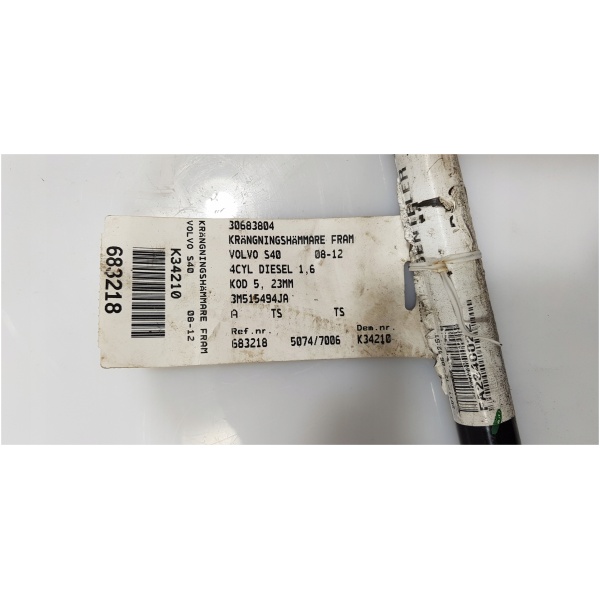 30683804
KRÄNGNINGSHÄMMARE FRAM
VOLVO S40 08-12
4CYL DIESEL 1,6
KOD 5, 23MM
3M515494JA
A TS TS
Ref.nr. Dem.nr.
683218 5074/7006 K34210
KRÄNGNINGSHÄMMARE FRAM
VOLVO S40 08-12
K34210
683218